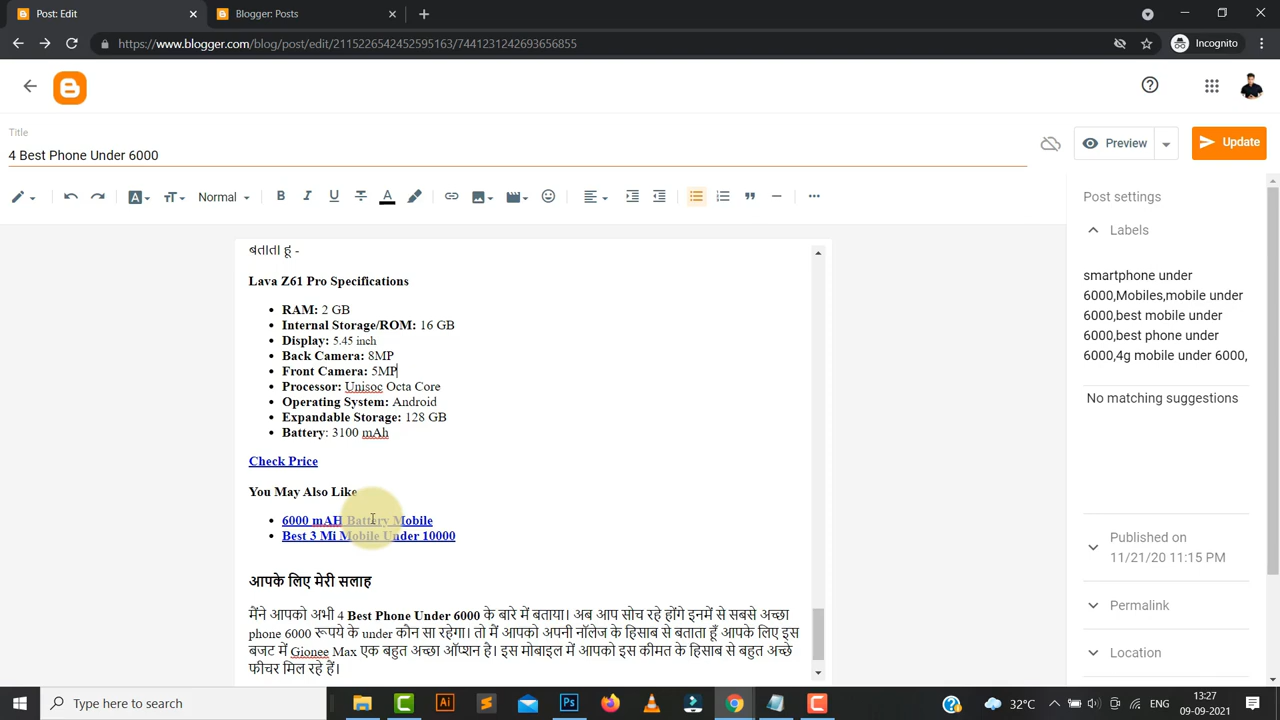 Post: Edit
Blogger: Posts
https://www.blogger.com/blog/post/edit/2115226542452595163/7441231242693656855
Incognito
Title
4 Best Phone Under 6000
Preview
Update
Normal
Post settings
Labels
smartphone under
6000,Mobiles,mobile under
6000,best mobile under
6000,best phone under
6000,4g mobile under 6000,
No matching suggestions
Published on
11/21/20 11:15 PM
Permalink
Location
बताता हूं -
Lava Z61 Pro Specifications
RAM: 2 GB
Internal Storage/ROM: 16 GB
Display: 5.45 inch
Back Camera: 8MP
Front Camera: 5MP
Processor: Unisoc Octa Core
Operating System: Android
Expandable Storage: 128 GB
Battery: 3100 mAh
Check Price
You May Also Like
6000 mAH Battery Mobile
Best 3 Mi Mobile Under 10000
आपके लिए मेरी सलाह
मैंने आपको अभी 4 Best Phone Under 6000 के बारे में बताया। अब आप सोच रहे होंगे इनमें से सबसे अच्छा
phone 6000 रूपये के under कौन सा रहेगा। तो मैं आपको अपनी नॉलेज के हिसाब से बताता हूँ आपके लिए इस
बजट में Gionee Max एक बहुत अच्छा ऑप्शन है। इस मोबाइल में आपको इस कीमत के हिसाब से बहुत अच्छे
फीचर मिल रहे हैं।
Type here to search
32°C
ENG
13:27
09-09-2021